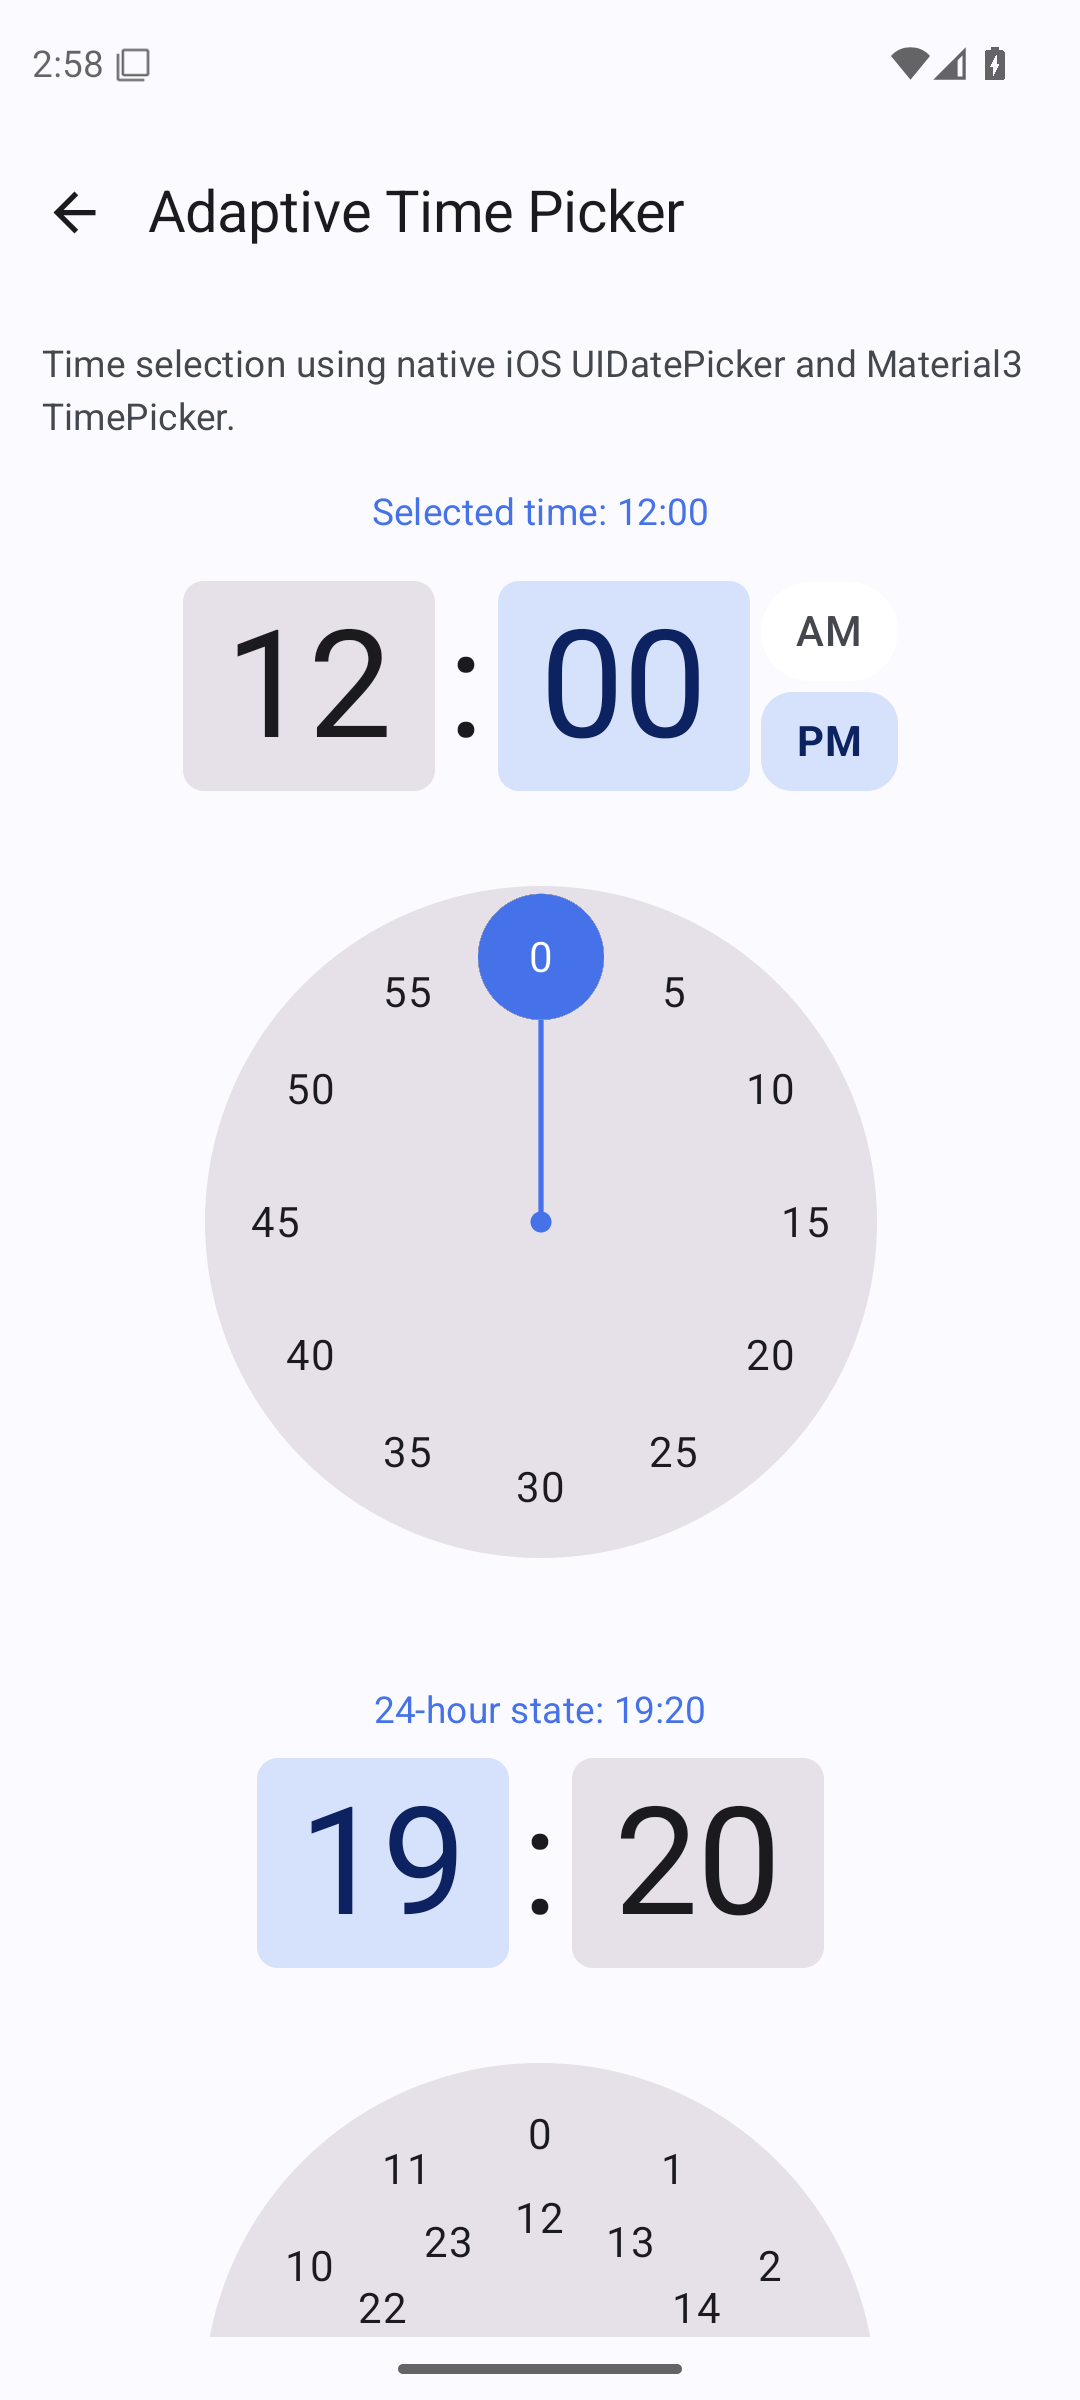 2:58
Adaptive Time Picker
Time selection using native iOS UIDatePicker and Material3
TimePicker.
Selected time: 12:00
12 : 00
AM
PM
0
55 5
50 10
45 15
40 20
35 25
30
24-hour state: 19:20
19 : 20
0
11 1
12
23 13
10 2
22 14